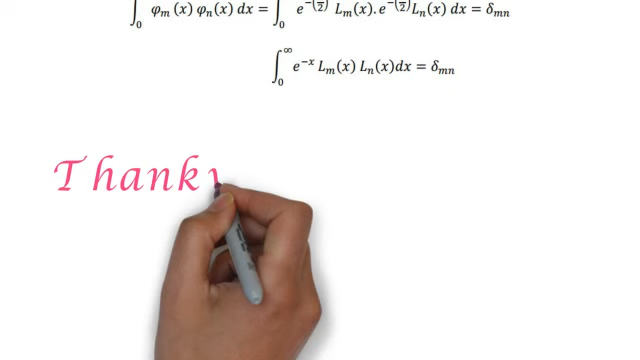 ∫₀ φₘ (x) φₙ(x) dx = ∫₀ e^−(x/2) Lₘ(x). e^−(x/2) Lₙ(x) dx = δₘₙ
∫₀^∞ e^−x Lₘ(x) Lₙ(x)dx = δₘₙ
Thank